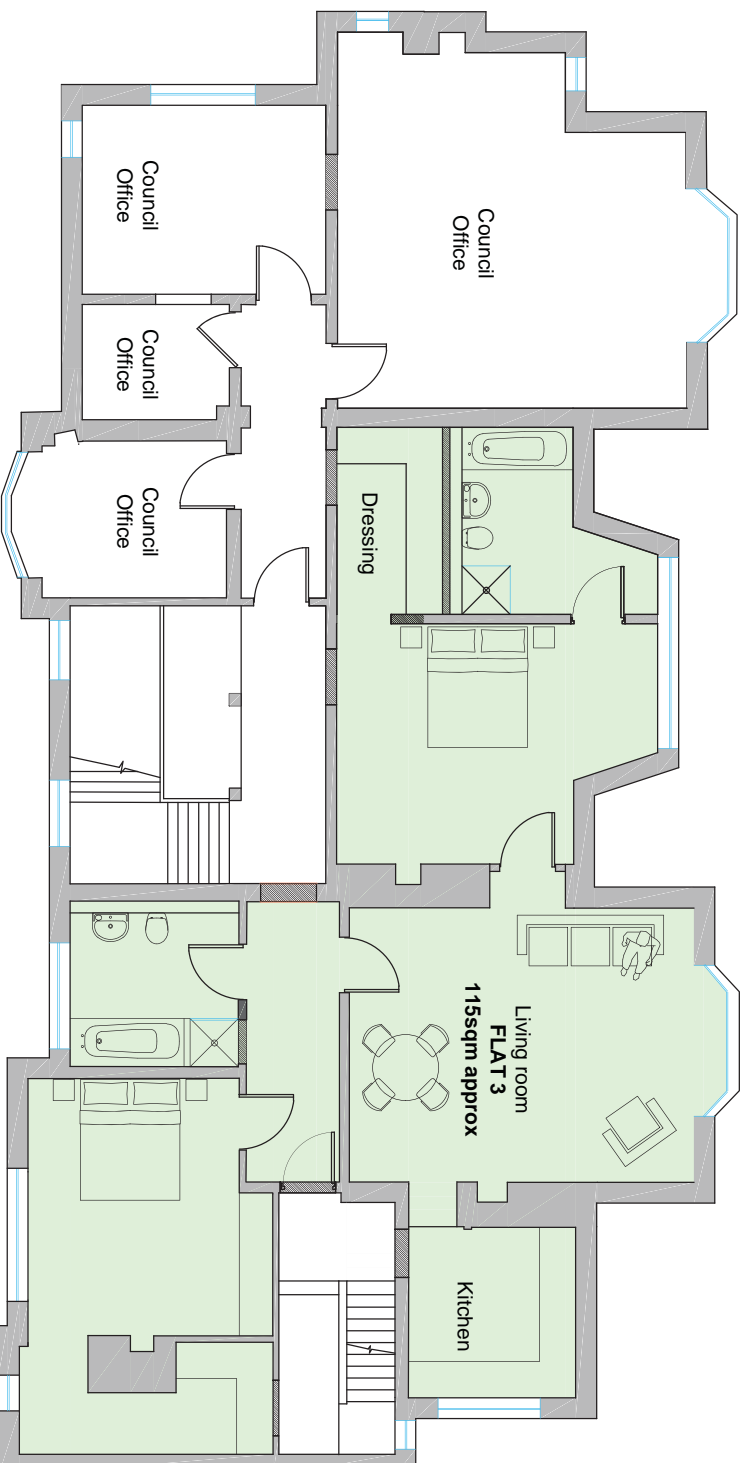 Council
Office
Council
Office
Council
Office
Council
Office
Dressing
Living room
FLAT 3
115sqm approx
Kitchen